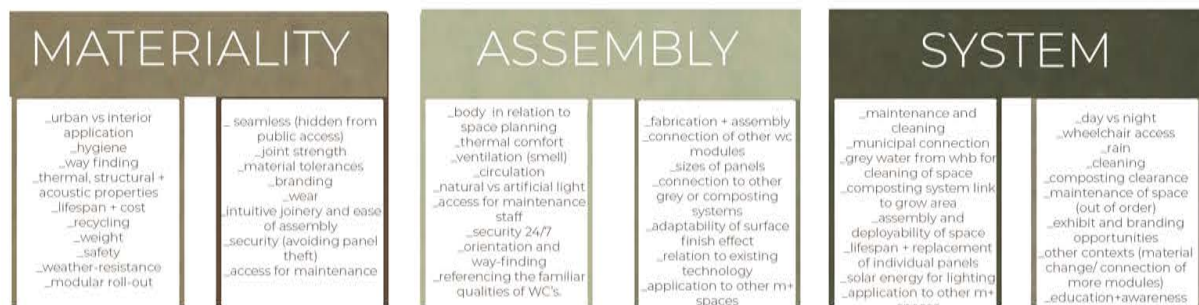 MATERIALITY
_urban vs interior
application
_hygiene
_way finding
_thermal, structural +
acoustic properties
_lifespan + cost
_recycling
_weight
_safety
_weather-resistance
_modular roll-out
_ seamless (hidden from
public access)
_joint strength
_material tolerances
_branding
_wear
_intuitive joinery and ease
of assembly
_security (avoiding panel
theft)
_access for maintenance
ASSEMBLY
_body in relation to
space planning
_thermal comfort
_ventilation (smell)
_circulation
_natural vs artificial light
_access for maintenance
staff
_security 24/7
_orientation and
way-finding
_referencing the familiar
qualities of WC's.
_fabrication + assembly
_connection of other wc
modules
_sizes of panels
_connection to other
grey or composting
systems
_adaptability of surface
finish effect
_relation to existing
technology
_application to other m+
spaces
SYSTEM
_maintenance and
cleaning
_municipal connection
_grey water from whb for
cleaning of space
_composting system link
to grow area
_assembly and
deployability of space
_lifespan + replacement
of individual panels
_solar energy for lighting
_application to other m+
_day vs night
_wheelchair access
_rain
_cleaning
_composting clearance
_maintenance of space
(out of order)
_exhibit and branding
opportunities
_other contexts (material
change/ connection of
more modules)
_education+awareness